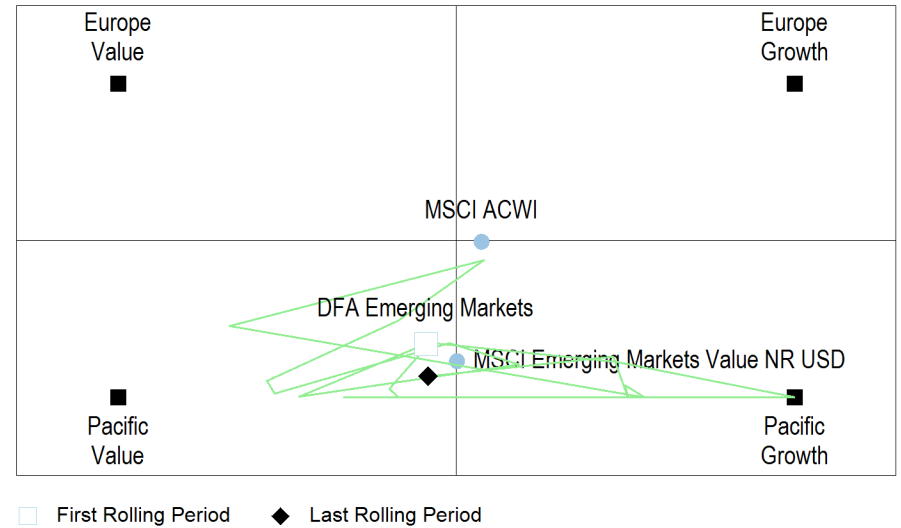 Europe
Value
Europe
Growth
MSCI ACWI
DFA Emerging Markets
MSCI Emerging Markets Value NR USD
Pacific
Value
Pacific
Growth
First Rolling Period
Last Rolling Period